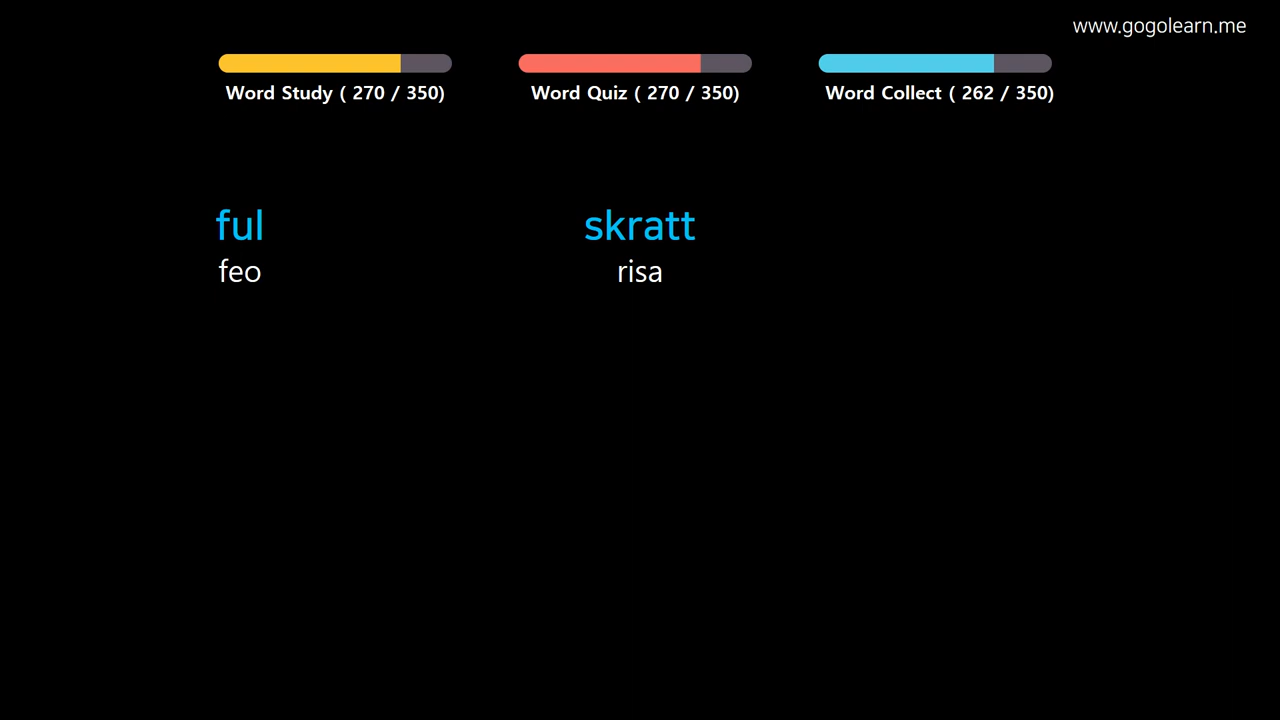 www.gogolearn.me
Word Study ( 270 / 350)
Word Quiz ( 270 / 350)
Word Collect ( 262 / 350)
ful
feo
skratt
risa